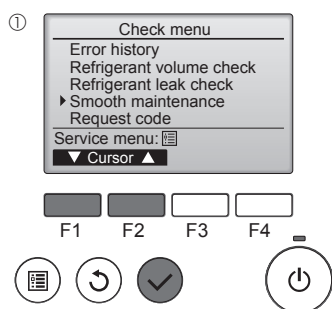 ①
Check menu
Error history
Refrigerant volume check
Refrigerant leak check
Smooth maintenance
Request code
Service menu:
▼ Cursor ▲
F1 F2 F3 F4